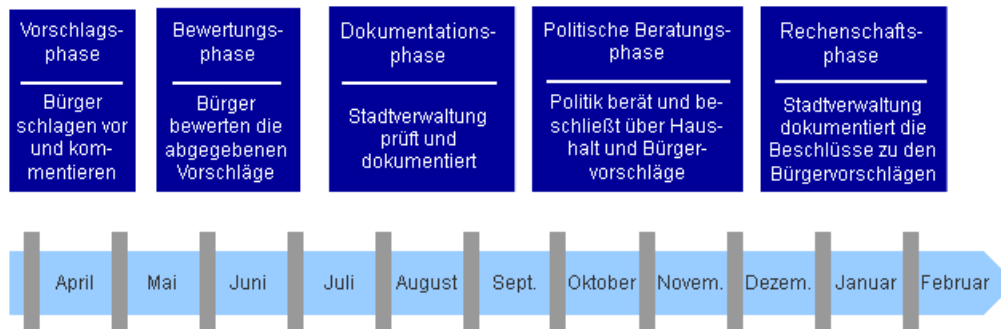 Vorschlags-
phase
Bürger
schlagen vor
und kom-
mentieren
Bewertungs-
phase
Bürger
bewerten die
abgegebenen
Vorschläge
Dokumentations-
phase
Stadtverwaltung
prüft und
dokumentiert
Politische Beratungs-
phase
Politik berät und be-
schließt über Haus-
halt und Bürger-
vorschläge
Rechenschafts-
phase
Stadtverwaltung
dokumentiert die
Beschlüsse zu den
Bürgervorschlägen
April Mai Juni Juli August Sept. Oktober Novem. Dezem. Januar Februar